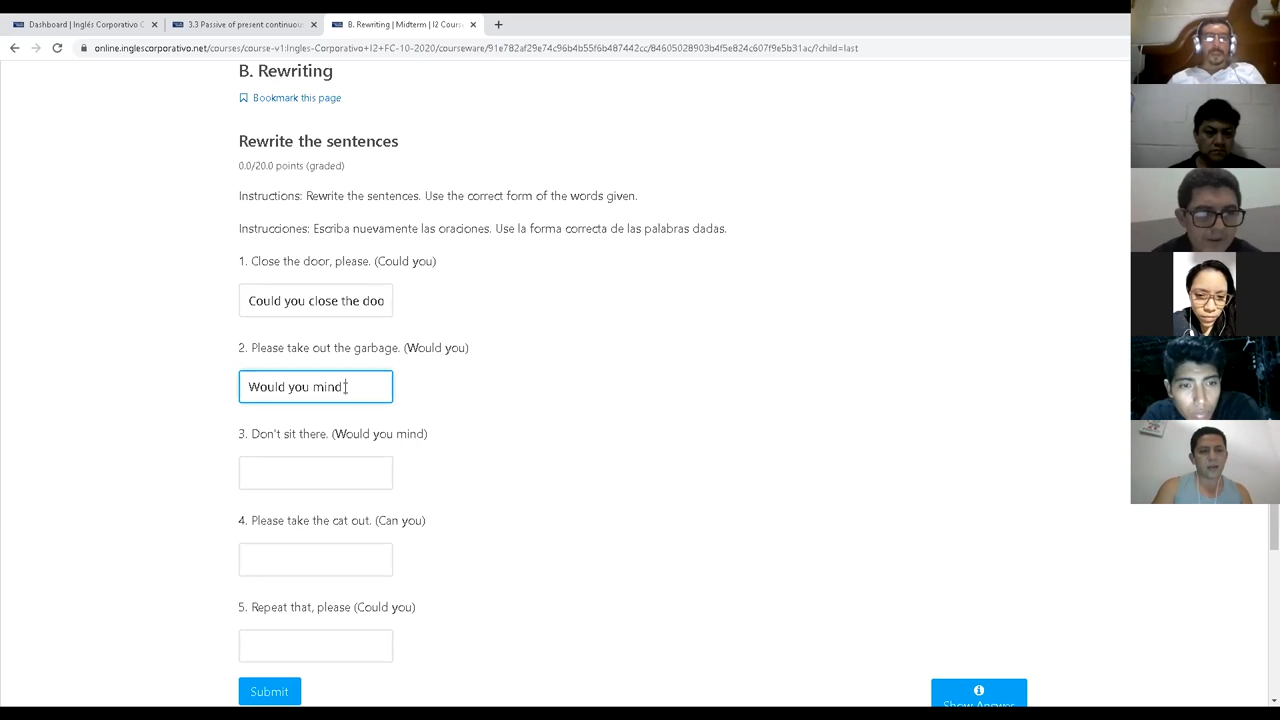 Dashboard | Inglés Corporativo C
3.3 Passive of present continuou
B. Rewriting | Midterm | I2 Cours
online.inglescorporativo.net/courses/course-v1:Ingles-Corporativo+I2+FC-10-2020/courseware/91e782af29e74c96b4b55f6b487442cc/84605028903b4f5e824c607f9e5b31ac/?child=last
B. Rewriting
Bookmark this page
Rewrite the sentences
0.0/20.0 points (graded)
Instructions: Rewrite the sentences. Use the correct form of the words given.
Instrucciones: Escriba nuevamente las oraciones. Use la forma correcta de las palabras dadas.
1. Close the door, please. (Could you)
Could you close the doo
2. Please take out the garbage. (Would you)
Would you mind
3. Don't sit there. (Would you mind)
4. Please take the cat out. (Can you)
5. Repeat that, please (Could you)
Submit
Show Answer